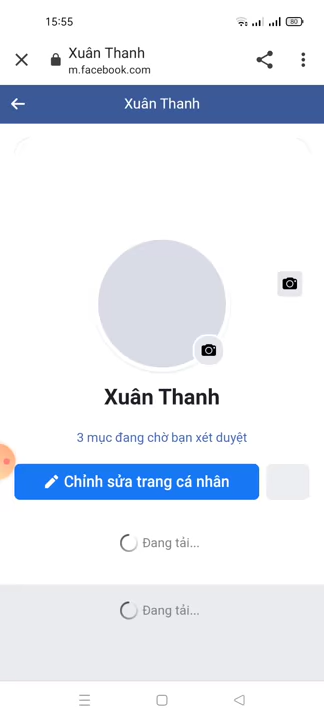 15:55
80
Xuân Thanh
m.facebook.com
Xuân Thanh
Xuân Thanh
3 mục đang chờ bạn xét duyệt
Chỉnh sửa trang cá nhân
Đang tải...
Đang tải...